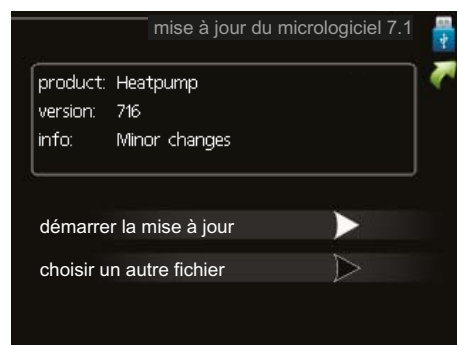 mise à jour du micrologiciel 7.1
product: Heatpump
version: 716
info: Minor changes
démarrer la mise à jour
choisir un autre fichier